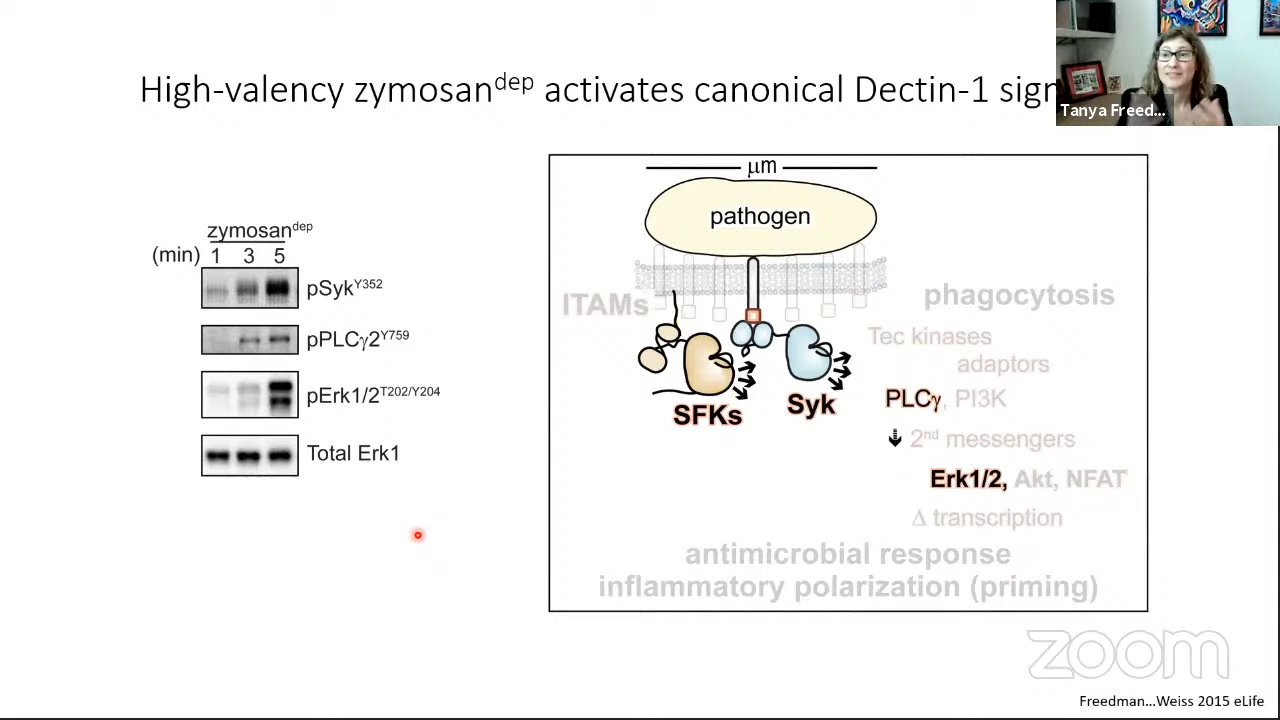 High-valency zymosan^dep activates canonical Dectin-1 sign
Tanya Freed...
zymosan^dep
(min) 1 3 5
pSyk^Y352
pPLCγ2^Y759
pErk1/2^T202/Y204
Total Erk1
μm
pathogen
ITAMs
phagocytosis
Tec kinases
adaptors
SFKs
Syk
PLCγ, PI3K
2nd messengers
Erk1/2, Akt, NFAT
Δ transcription
antimicrobial response
inflammatory polarization (priming)
zoom
Freedman...Weiss 2015 eLife